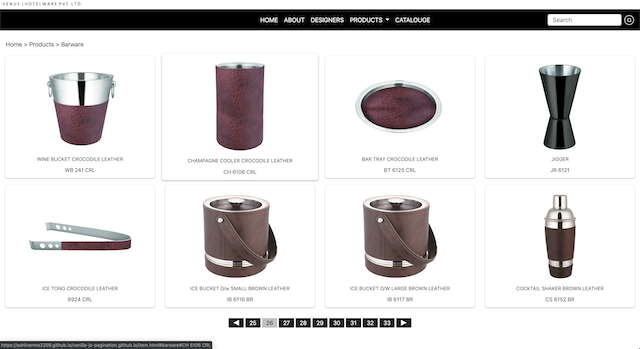 VENUS | HOTELWARE PVT LTD
HOME ABOUT DESIGNERS PRODUCTS CATALOUGE Search
Home > Products > Barware
WINE BUCKET CROCODILE LEATHER
WB 241 CRL
CHAMPAGNE COOLER CROCODILE LEATHER
CH 6106 CRL
BAR TRAY CROCODILE LEATHER
BT 6125 CRL
JIGGER
JR 6121
ICE TONG CROCODILE LEATHER
8924 CRL
ICE BUCKET D/w SMALL BROWN LEATHER
IB 6116 BR
ICE BUCKET D/W LARGE BROWN LEATHER
IB 6117 BR
COCKTAIL SHAKER BROWN LEATHER
CS 6152 BR
25 26 27 28 29 30 31 32 33
https://sahilverma2209.github.io/vanilla-js-pagination.github.io/item.html#barware#CH 6106 CRL